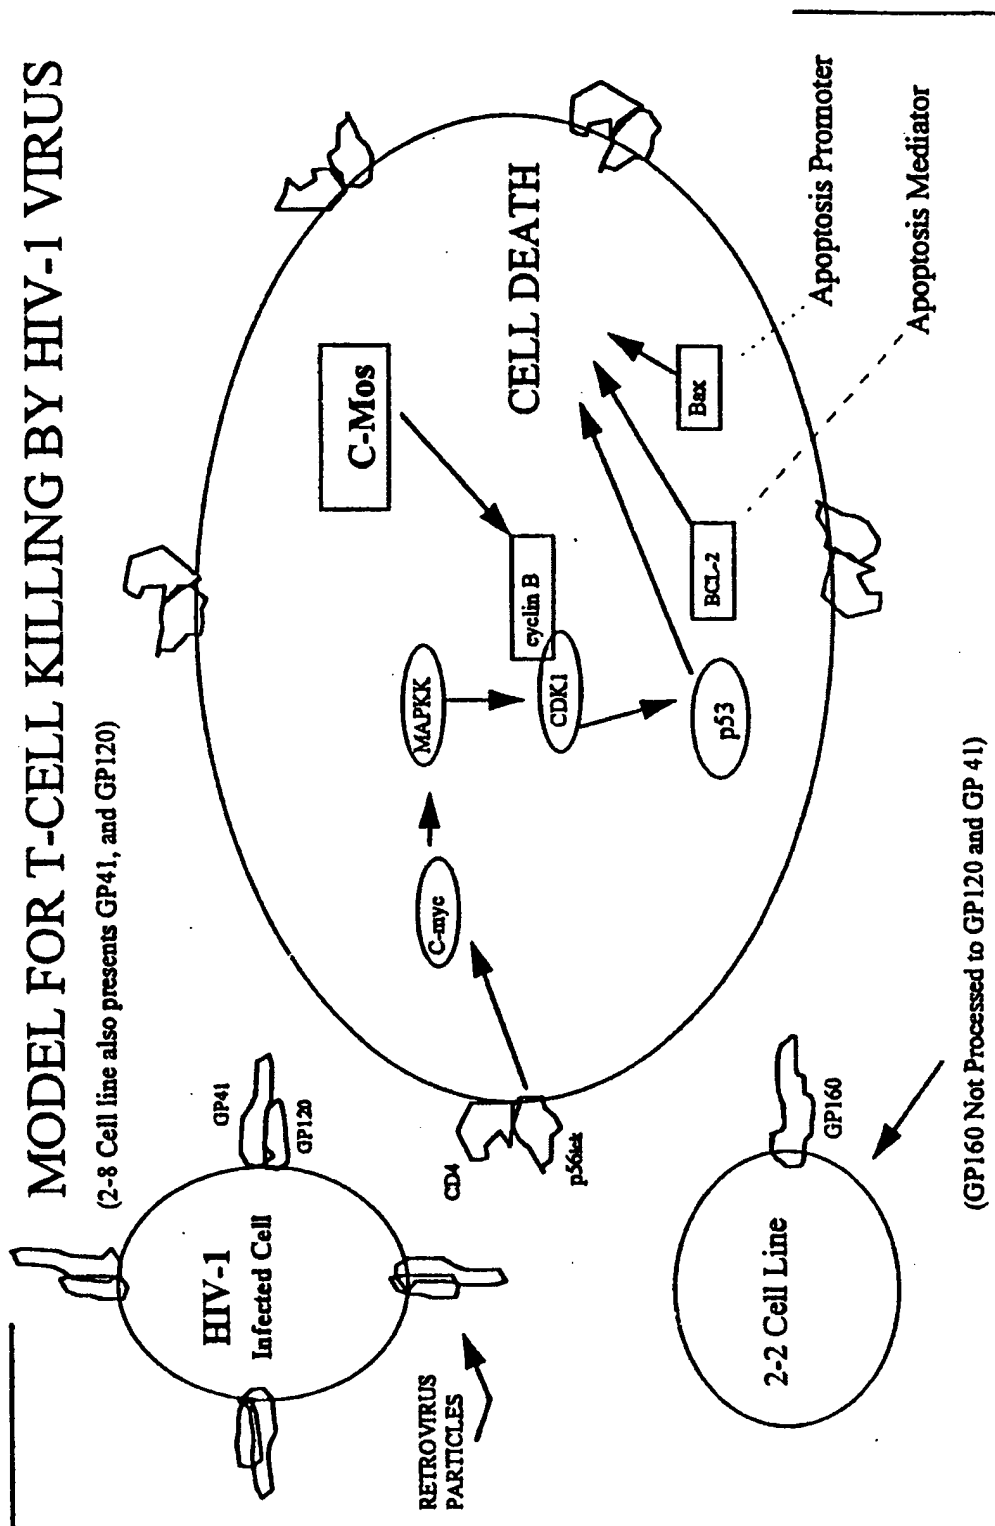 MODEL FOR T-CELL KILLING BY HIV-1 VIRUS
(2-8 Cell line also presents GP41, and GP120)
GP41
GP120
HIV-1
Infected Cell
RETROVIRUS
PARTICLES
CD4
p56lck
C-myc
MAPKK
C-Mos
cyclin B
CDK1
p53
BCL-2
Bax
CELL DEATH
Apoptosis Promoter
Apoptosis Mediator
2-2 Cell Line
GP160
(GP160 Not Processed to GP120 and GP 41)